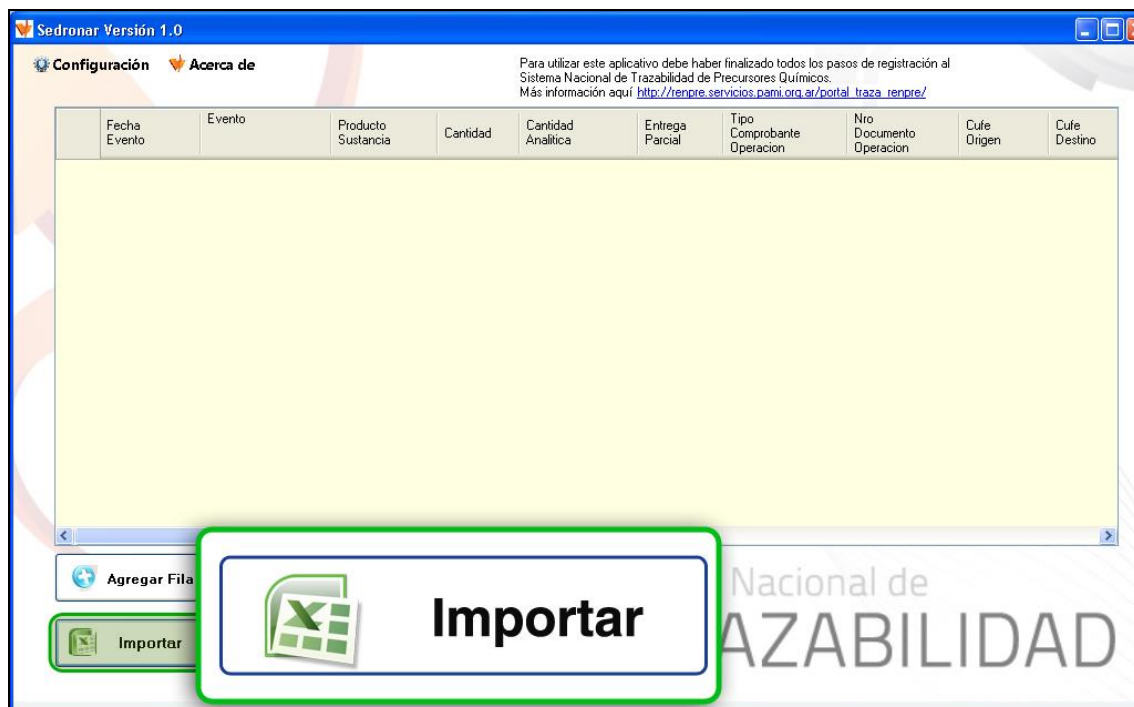 Sedronar Versión 1.0
Configuración Acerca de
Para utilizar este aplicativo debe haber finalizado todos los pasos de registración al
Sistema Nacional de Trazabilidad de Precursores Químicos.
Más información aquí http://renpre.servicios.pami.org.ar/portal_traza_renpre/
Fecha Evento
Evento
Producto Sustancia
Cantidad
Cantidad Analitica
Entrega Parcial
Tipo Comprobante Operacion
Nro Documento Operacion
Cufe Origen
Cufe Destino
Agregar Fila
Importar
Importar
Nacional de
AZABILIDAD